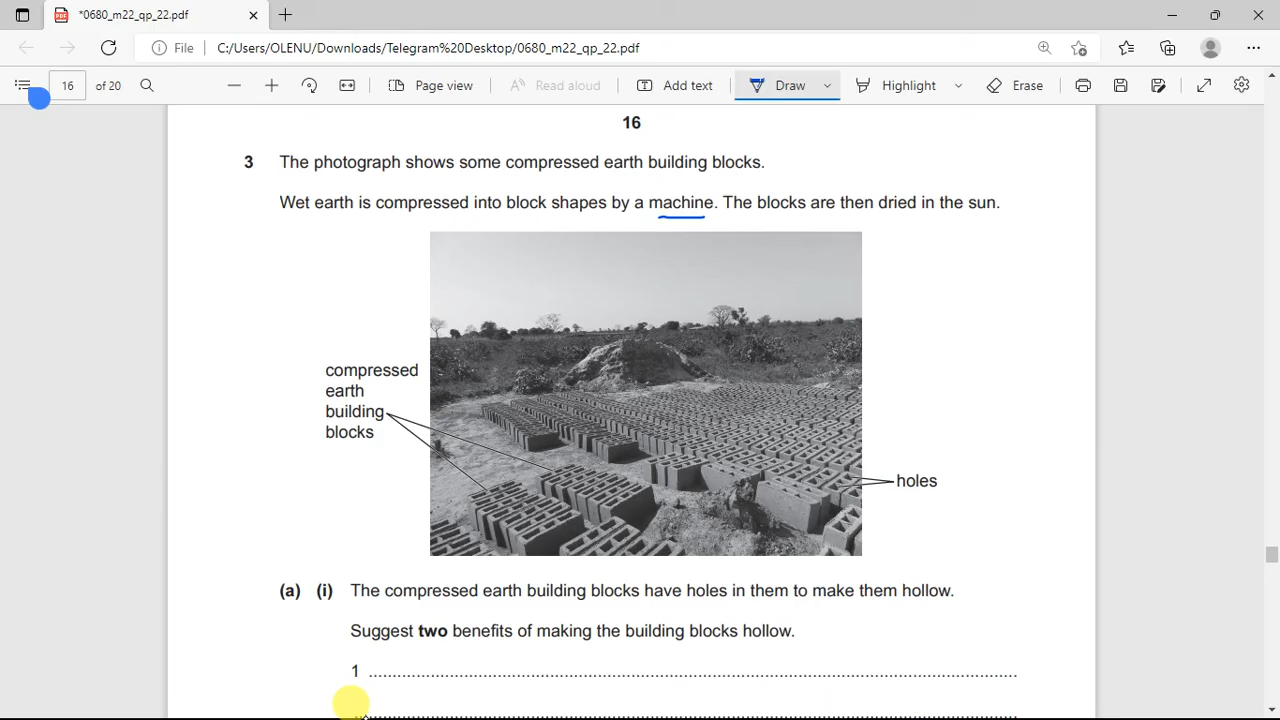 *0680_m22_qp_22.pdf
File C:/Users/OLENU/Downloads/Telegram%20Desktop/0680_m22_qp_22.pdf
16 of 20 Page view Read aloud Add text Draw Highlight Erase
16
3 The photograph shows some compressed earth building blocks.
Wet earth is compressed into block shapes by a machine. The blocks are then dried in the sun.
compressed
earth
building
blocks
holes
(a) (i) The compressed earth building blocks have holes in them to make them hollow.
Suggest two benefits of making the building blocks hollow.
1 ........................................................................................................................